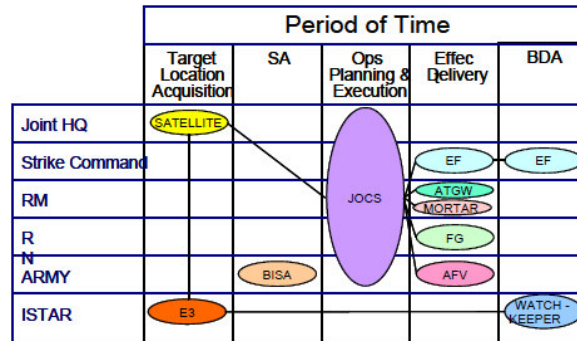 Period of Time
Target
Location
Acquisition
SA
Ops
Planning &
Execution
Effec
Delivery
BDA
Joint HQ
SATELLITE
Strike Command
EF
EF
RM
JOCS
ATGW
MORTAR
R
N
FG
ARMY
BISA
AFV
ISTAR
E3
WATCH -
KEEPER